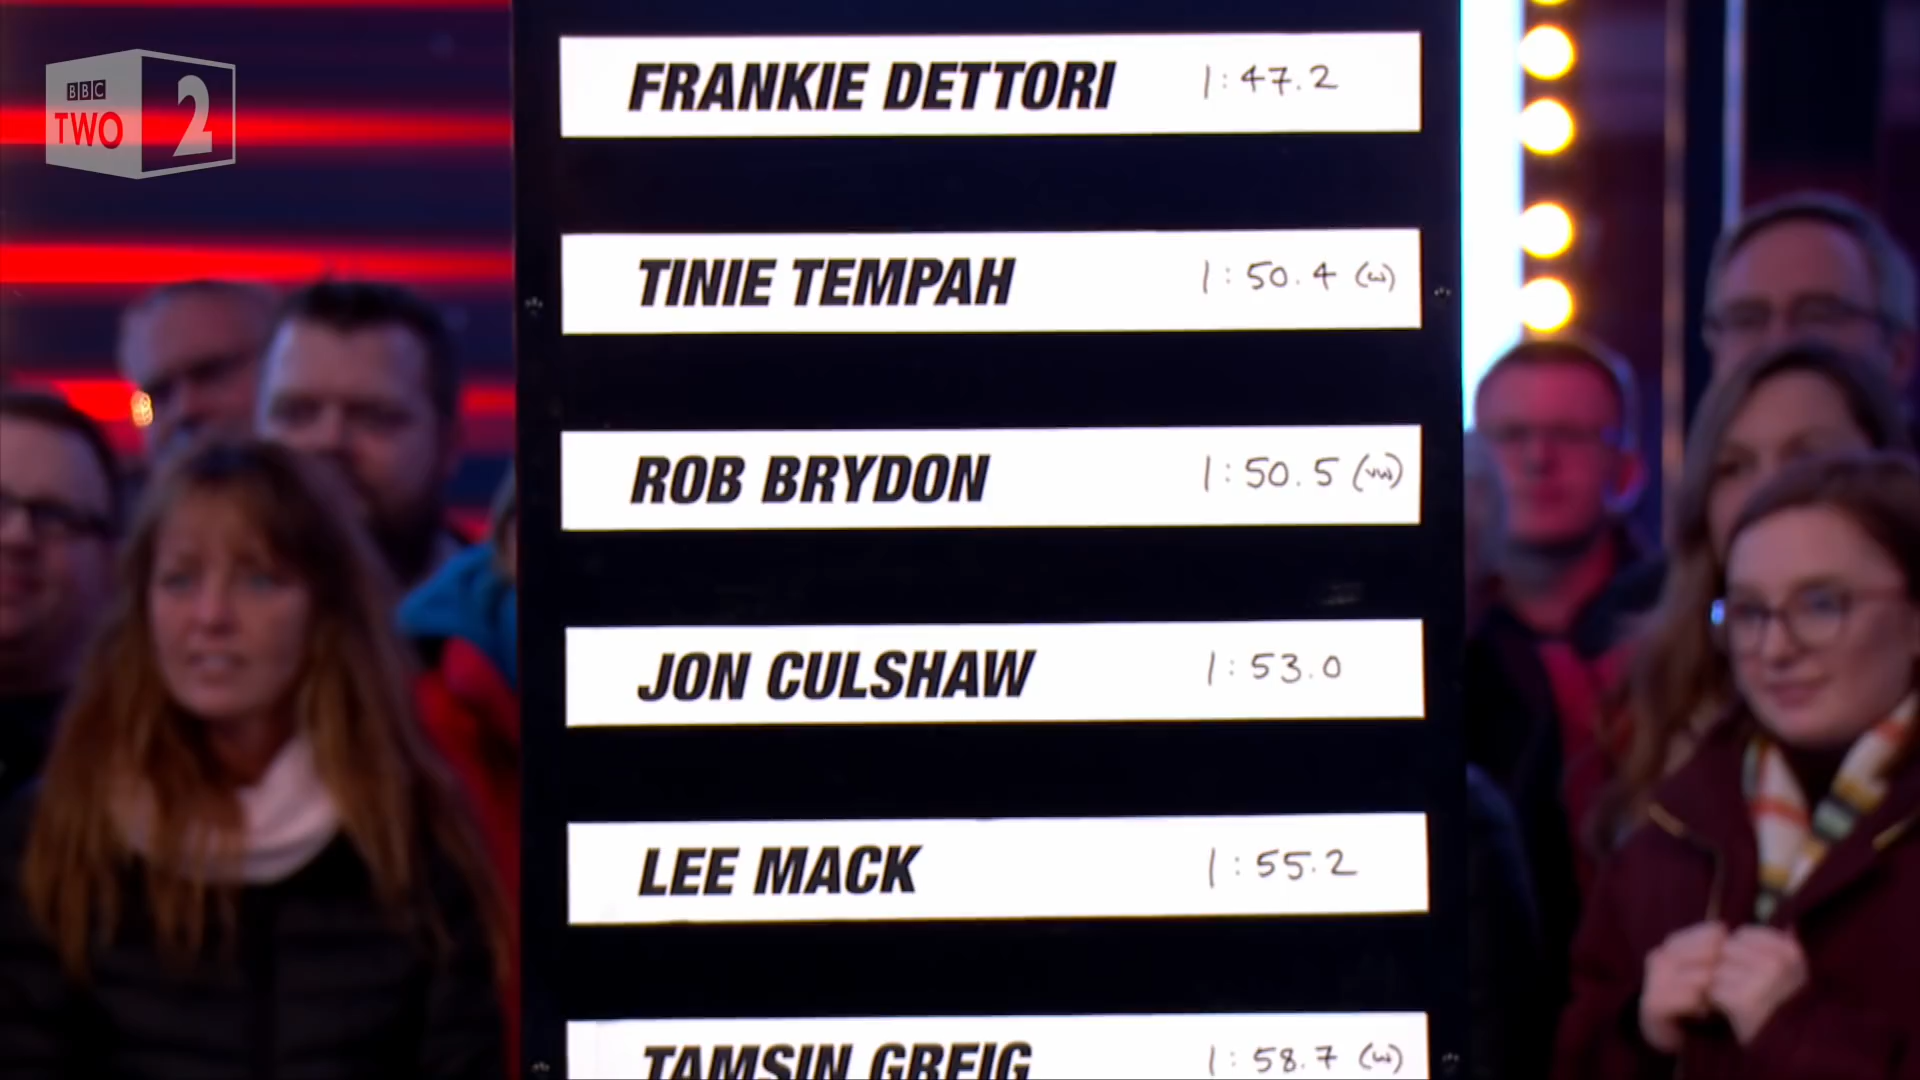 BBC
TWO
2
FRANKIE DETTORI 1:47.2
TINIE TEMPAH 1:50.4 (w)
ROB BRYDON 1:50.5 (vw)
JON CULSHAW 1:53.0
LEE MACK 1:55.2
TAMSIN GREIG 1:58.7 (w)